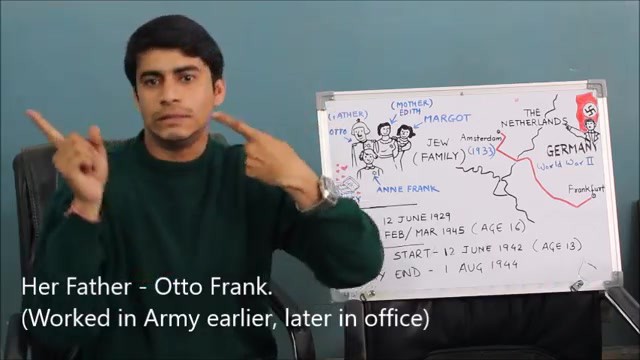 (FATHER)
OTTO
(MOTHER)
EDITH
MARGOT
ANNE FRANK
JEW
(FAMILY)
THE
NETHERLANDS
Amsterdam
(1933)
GERMANY
World War II
Frankfurt
12 JUNE 1929
FEB/MAR 1945 (AGE 16)
START - 12 JUNE 1942 (AGE 13)
END - 1 AUG 1944
Her Father - Otto Frank.
(Worked in Army earlier, later in office)